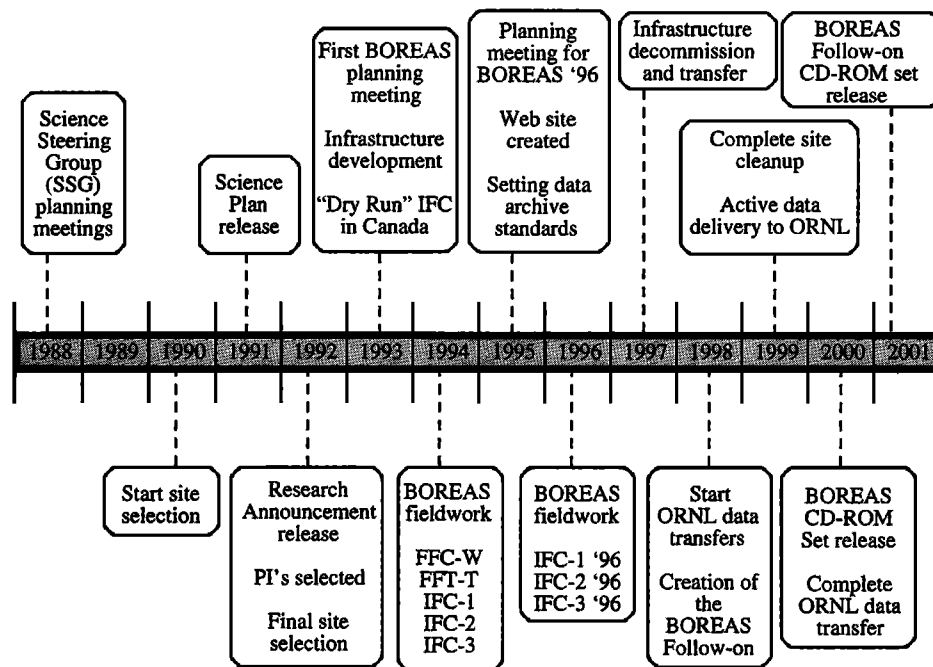 Science
Steering
Group
(SSG)
planning
meetings
Science
Plan
release
First BOREAS
planning
meeting
Infrastructure
development
“Dry Run” IFC
in Canada
Planning
meeting for
BOREAS ‘96
Web site
created
Setting data
archive
standards
Infrastructure
decommission
and transfer
Complete site
cleanup
Active data
delivery to ORNL
BOREAS
Follow-on
CD-ROM set
release
1988 1989 1990 1991 1992 1993 1994 1995 1996 1997 1998 1999 2000 2001
Start site
selection
Research
Announcement
release
PI's selected
Final site
selection
BOREAS
fieldwork
FFC-W
FFT-T
IFC-1
IFC-2
IFC-3
BOREAS
fieldwork
IFC-1 ‘96
IFC-2 ‘96
IFC-3 ‘96
Start
ORNL data
transfers
Creation of
the
BOREAS
Follow-on
BOREAS
CD-ROM
Set release
Complete
ORNL data
transfer